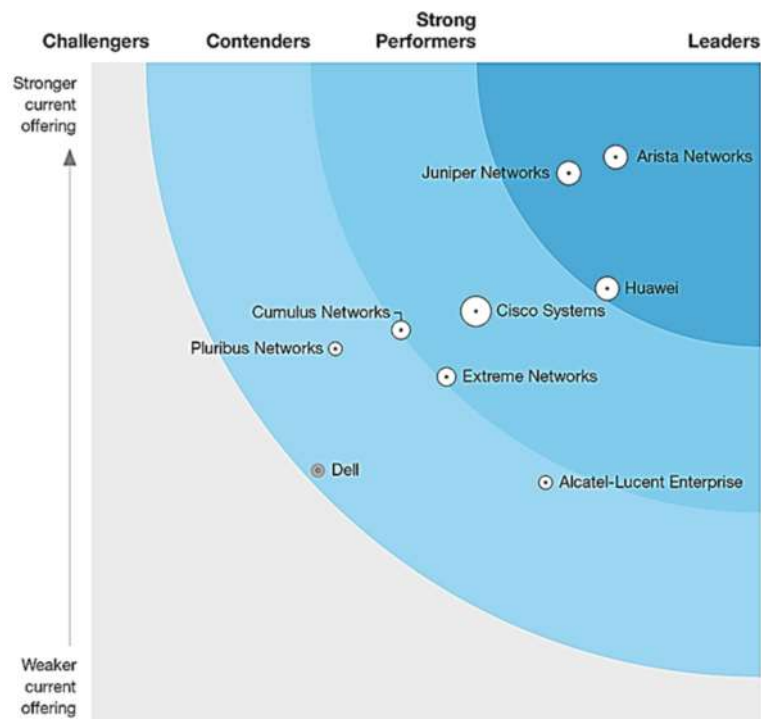 Challengers
Contenders
Strong
Performers
Leaders
Stronger
current
offering
Arista Networks
Juniper Networks
Huawei
Cumulus Networks
Cisco Systems
Pluribus Networks
Extreme Networks
Dell
Alcatel-Lucent Enterprise
Weaker
current
offering